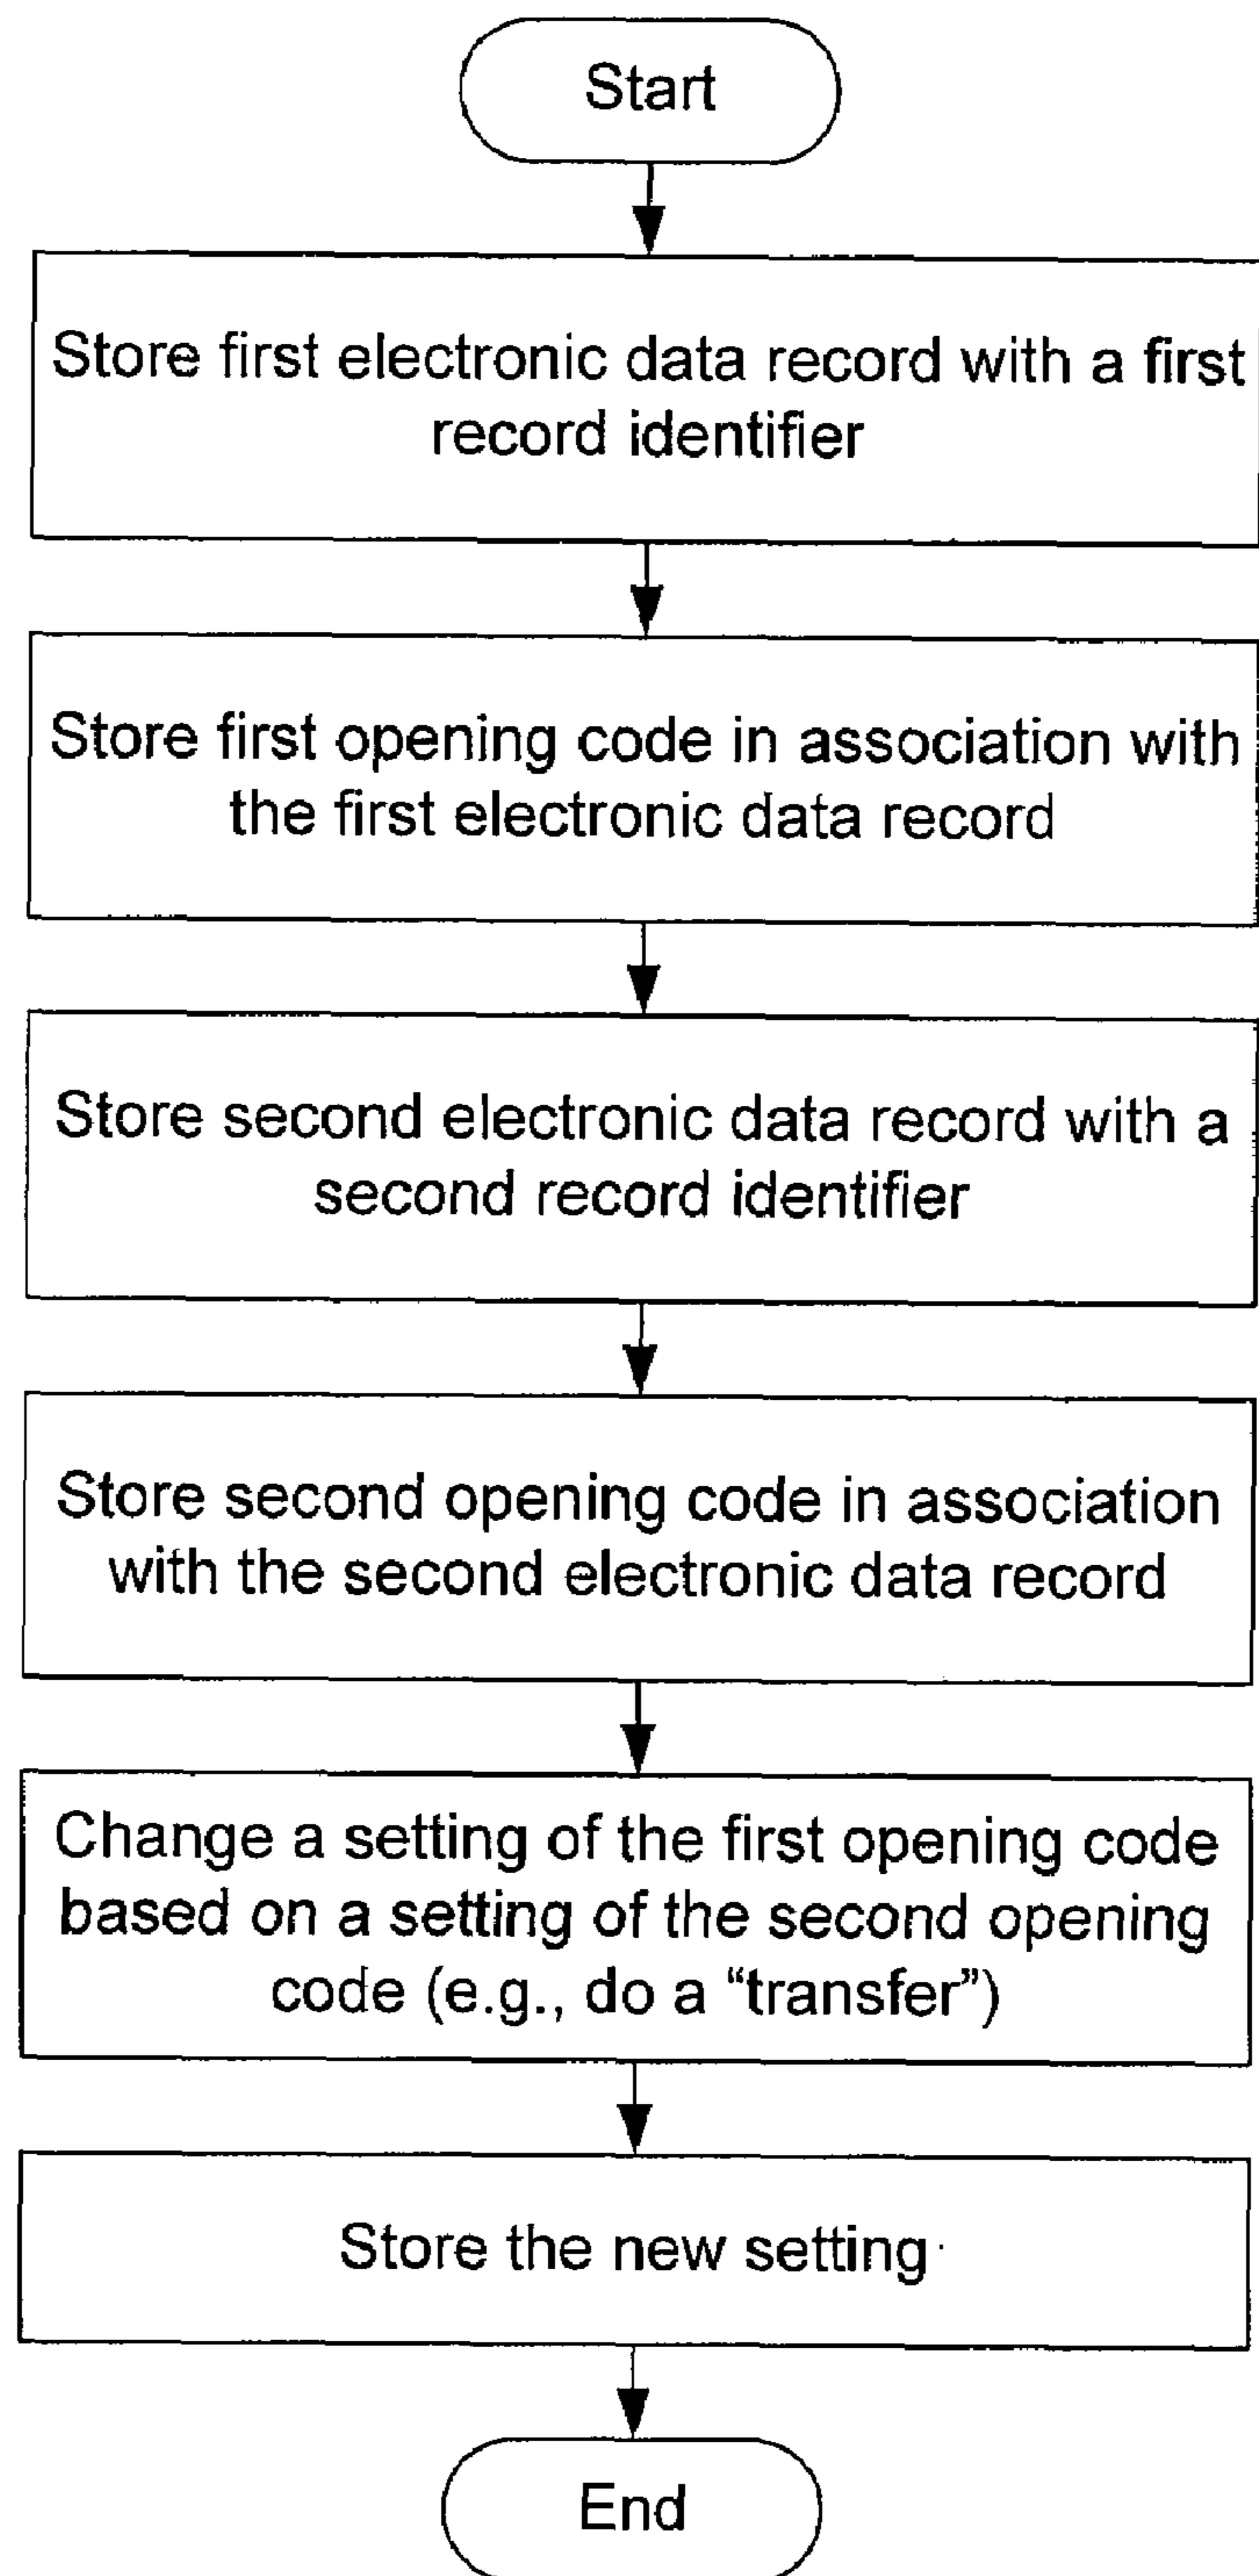 Start
Store first electronic data record with a first
record identifier
Store first opening code in association with
the first electronic data record
Store second electronic data record with a
second record identifier
Store second opening code in association
with the second electronic data record
Change a setting of the first opening code
based on a setting of the second opening
code (e.g., do a “transfer”)
Store the new setting
End